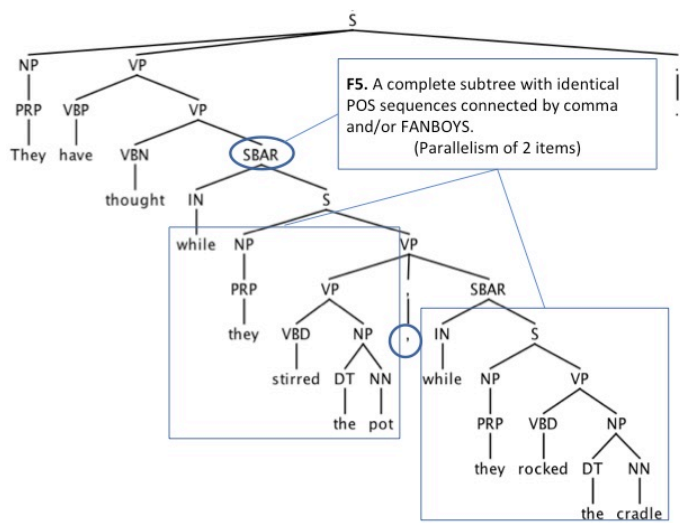 S
NP VP .
F5. A complete subtree with identical
POS sequences connected by comma
and/or FANBOYS.
(Parallelism of 2 items)
PRP VBP VP
They have VBN SBAR
thought IN S
while NP VP
PRP VP , SBAR
they VBD NP , IN S
stirred DT NN while NP VP
the pot PRP VBD NP
they rocked DT NN
the cradle